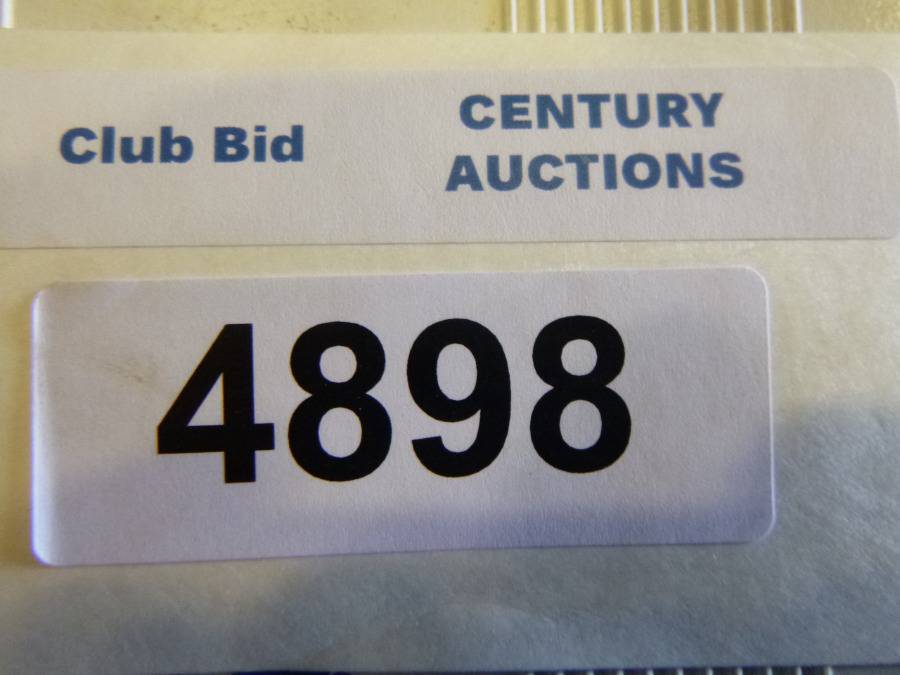 Club Bid
CENTURY
AUCTIONS
4898